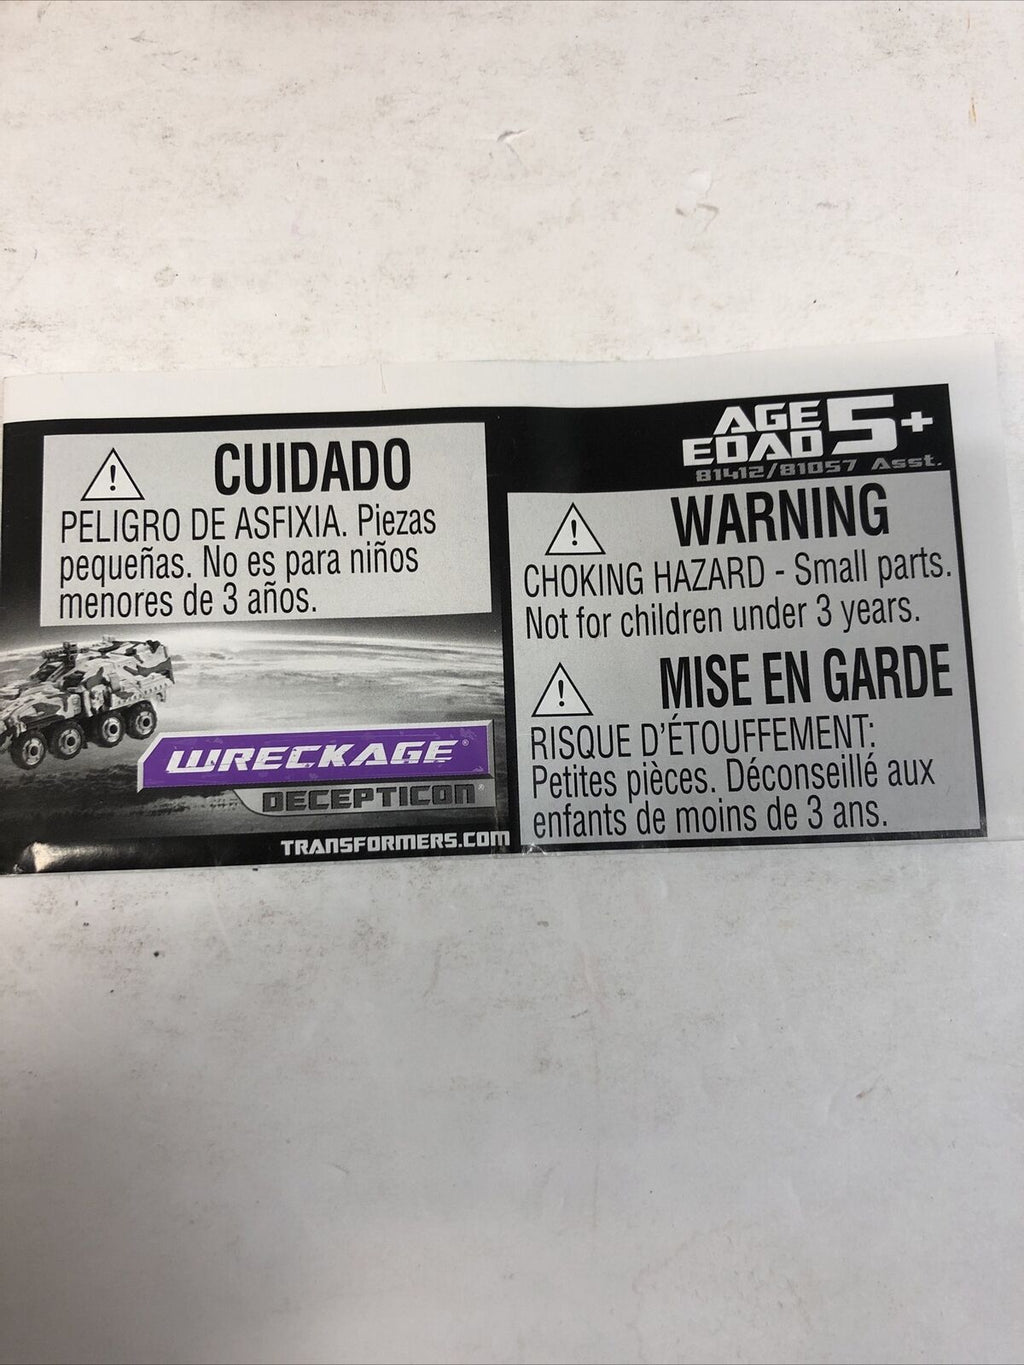 CUIDADO
PELIGRO DE ASFIXIA. Piezas
pequeñas. No es para niños
menores de 3 años.
WRECKAGE®
DECEPTICON®
TRANSFORMERS.COM
AGE 5+
EDAD
81412/81057 Asst.
WARNING
CHOKING HAZARD - Small parts.
Not for children under 3 years.
MISE EN GARDE
RISQUE D'ÉTOUFFEMENT:
Petites pièces. Déconseillé aux
enfants de moins de 3 ans.